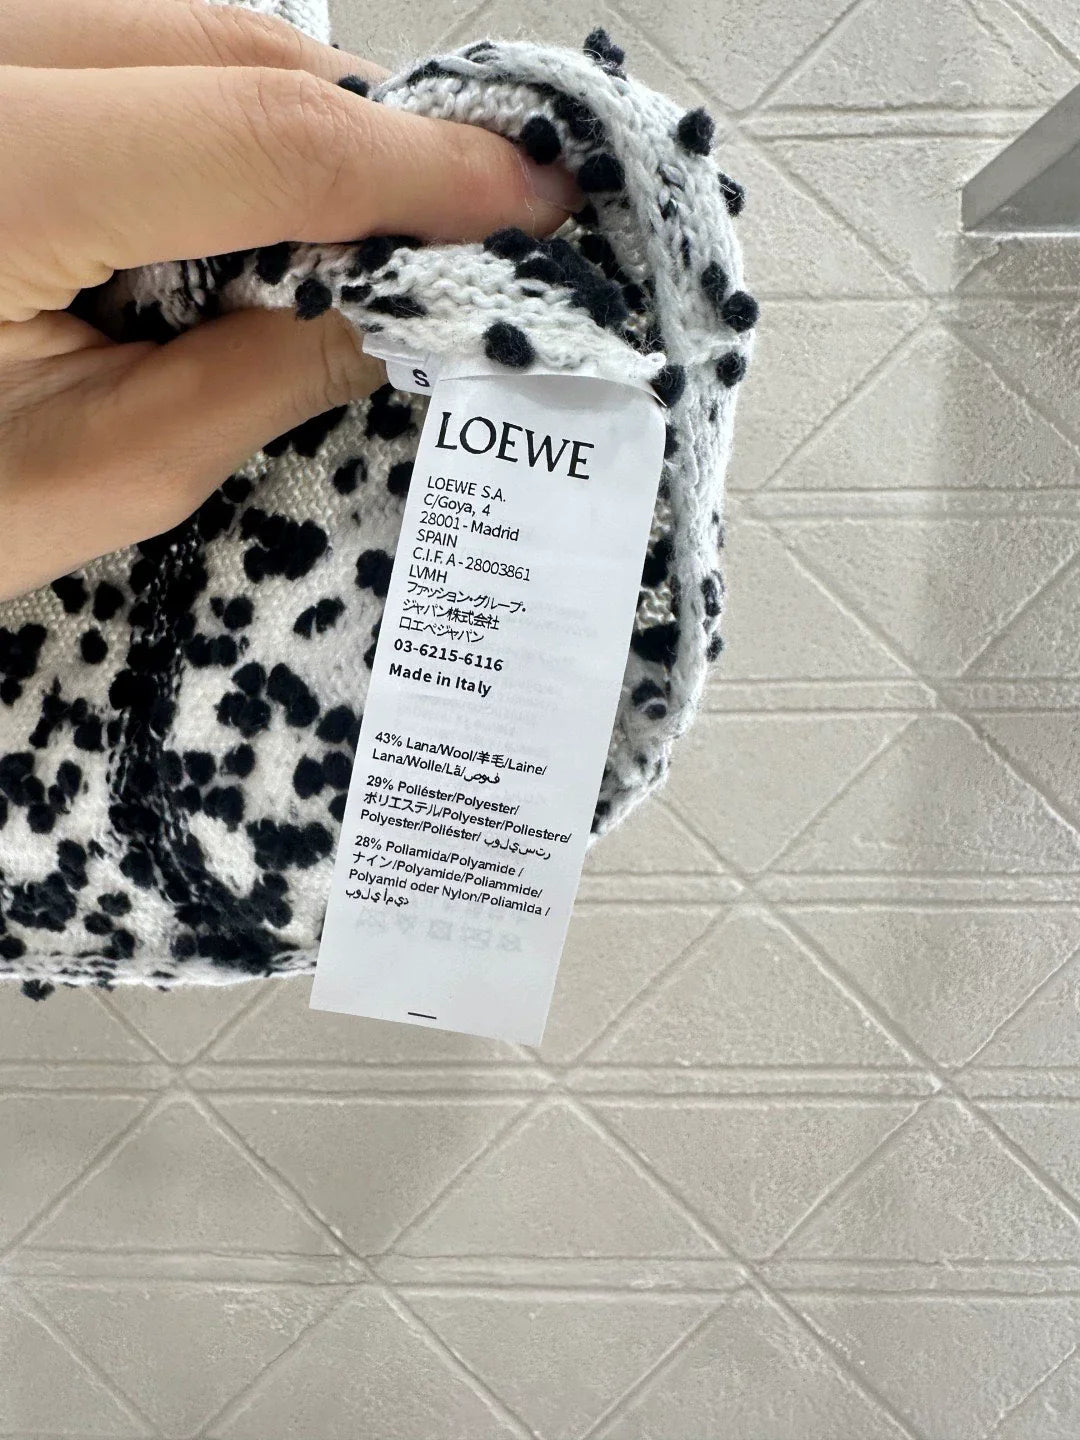 S
LOEWE
LOEWE S.A.
C/Goya, 4
28001 - Madrid
SPAIN
C.I.F. A - 28003861
LVMH
ファッション・グループ・
ジャパン株式会社
ロエベジャパン
03-6215-6116
Made in Italy
43% Lana/Wool/羊毛/Laine/
Lana/Wolle/Lã/صوف
29% Poliéster/Polyester/
ポリエステル/Polyester/Poliestere/
Polyester/Poliéster/ بوليستر
28% Poliamida/Polyamide /
ナイン/Polyamide/Poliammide/
Polyamid oder Nylon/Poliamida /